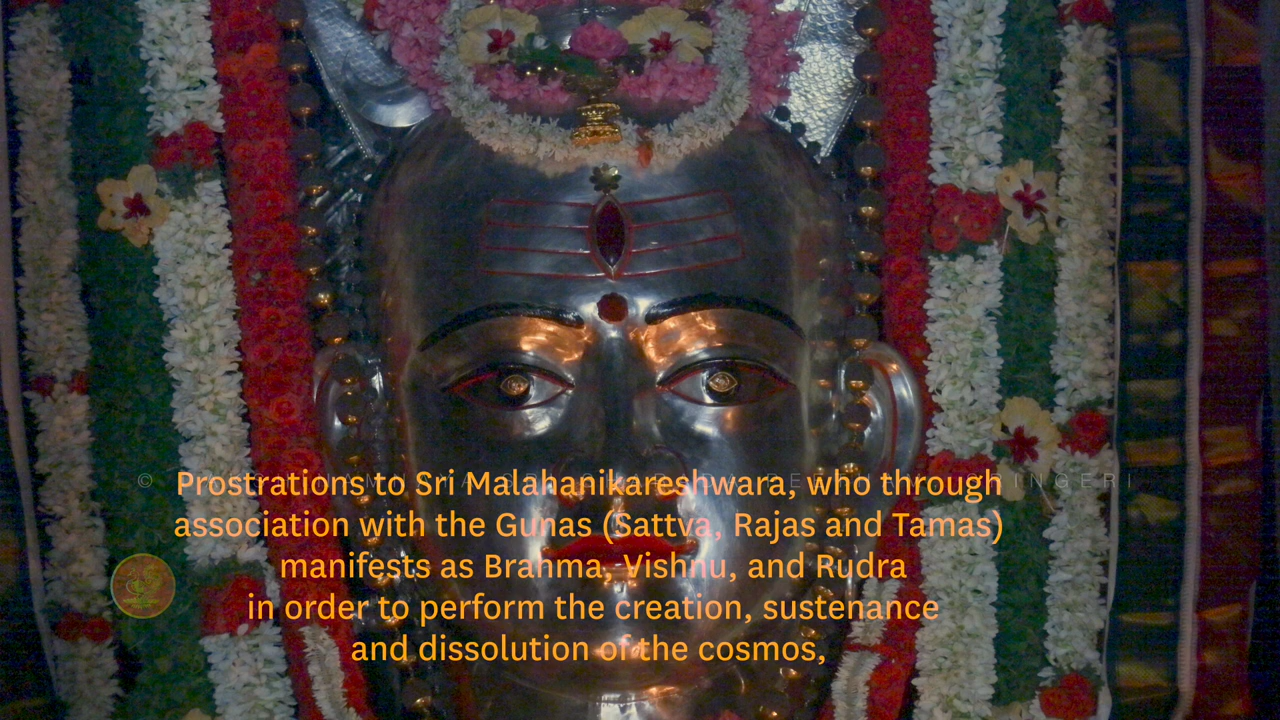 Prostrations to Sri Malahanikareshwara, who through
association with the Gunas (Sattva, Rajas and Tamas)
manifests as Brahma, Vishnu, and Rudra
in order to perform the creation, sustenance
and dissolution of the cosmos,